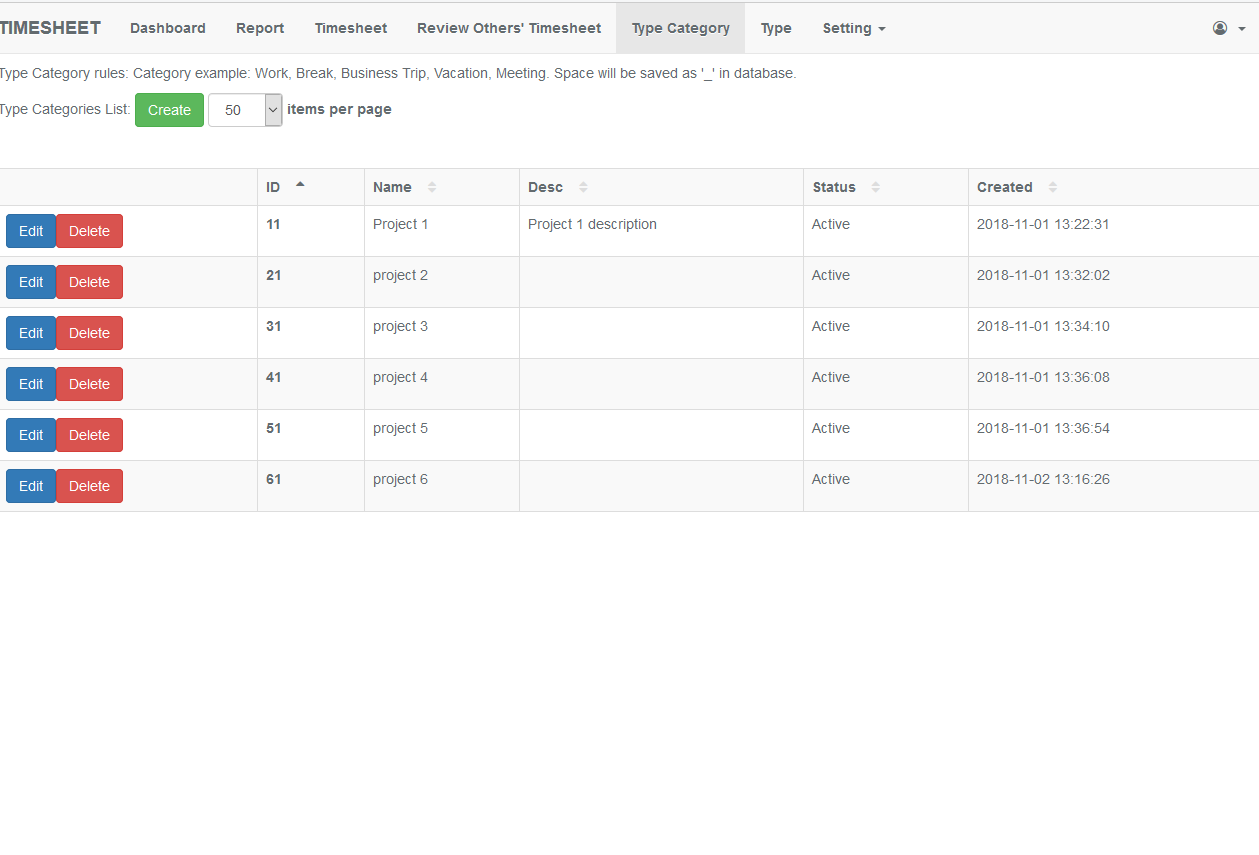 TIMESHEET Dashboard Report Timesheet Review Others' Timesheet Type Category Type Setting
Type Category rules: Category example: Work, Break, Business Trip, Vacation, Meeting. Space will be saved as '_' in database.
Type Categories List: Create 50 items per page
ID Name Desc Status Created
Edit Delete 11 Project 1 Project 1 description Active 2018-11-01 13:22:31
Edit Delete 21 project 2 Active 2018-11-01 13:32:02
Edit Delete 31 project 3 Active 2018-11-01 13:34:10
Edit Delete 41 project 4 Active 2018-11-01 13:36:08
Edit Delete 51 project 5 Active 2018-11-01 13:36:54
Edit Delete 61 project 6 Active 2018-11-02 13:16:26